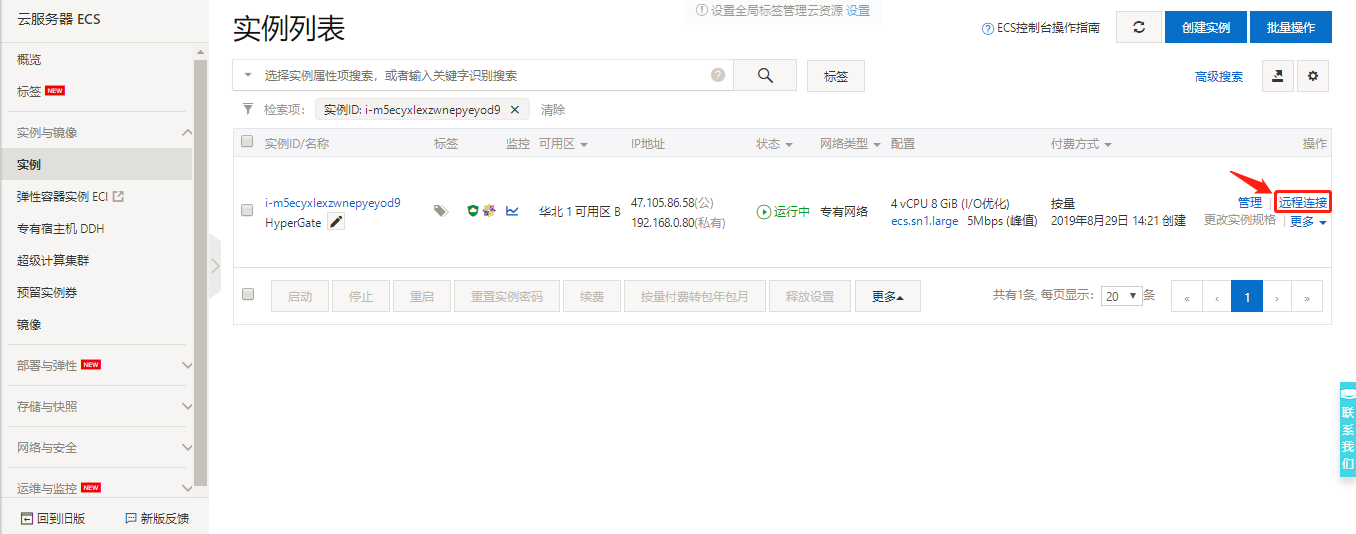 云服务器 ECS
概览
标签 NEW
实例与镜像
实例
弹性容器实例 ECI
专有宿主机 DDH
超级计算集群
预留实例券
镜像
部署与弹性 NEW
存储与快照
网络与安全
运维与监控 NEW
回到旧版 新版反馈
设置全局标签管理云资源 设置
实例列表
ECS控制台操作指南 创建实例 批量操作
选择实例属性项搜索，或者输入关键字识别搜索 ? 标签 高级搜索
检索项： 实例ID: i-m5ecyxlexzwnepyeyod9 ✕ 清除
实例ID/名称 标签 监控 可用区 IP地址 状态 网络类型 配置 付费方式 操作
i-m5ecyxlexzwnepyeyod9
HyperGate
华北 1 可用区 B
47.105.86.58(公)
192.168.0.80(私有)
运行中
专有网络
4 vCPU 8 GiB (I/O优化)
ecs.sn1.large 5Mbps (峰值)
按量
2019年8月29日 14:21 创建
管理 | 远程连接
更改实例规格 | 更多
启动 停止 重启 重置实例密码 续费 按量付费转包年包月 释放设置 更多
共有1条, 每页显示： 20 条 « ‹ 1 › »
联系我们